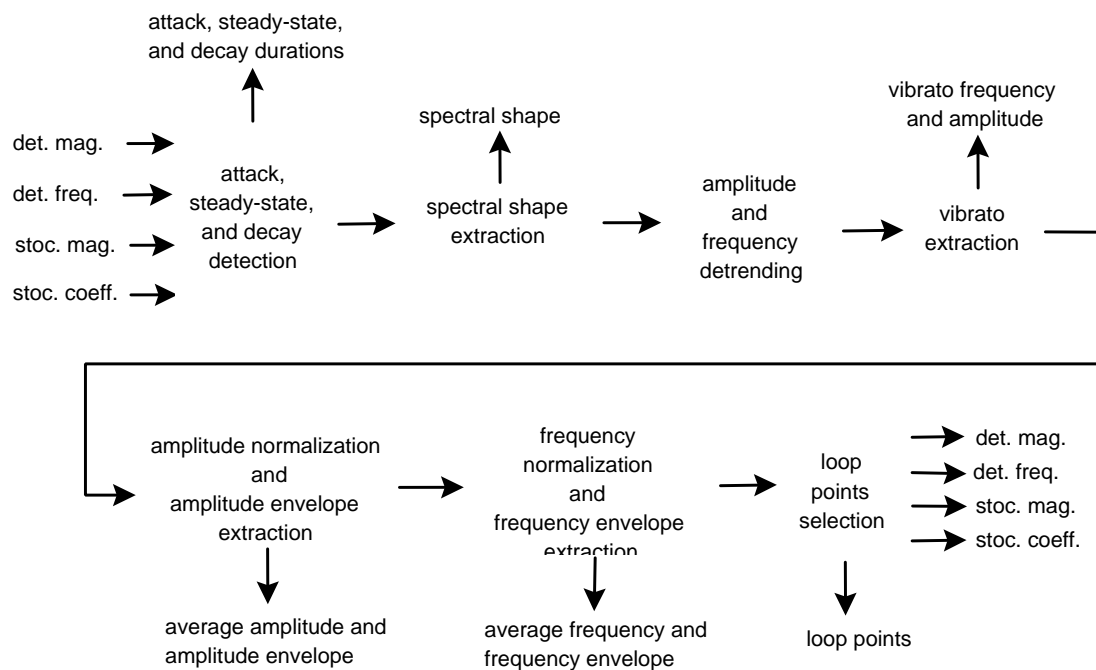 attack, steady-state,
and decay durations
det. mag.
det. freq.
stoc. mag.
stoc. coeff.
attack,
steady-state,
and decay
detection
spectral shape
spectral shape
extraction
amplitude
and
frequency
detrending
vibrato frequency
and amplitude
vibrato
extraction
amplitude normalization
and
amplitude envelope
extraction
average amplitude and
amplitude envelope
frequency
normalization
and
frequency envelope
extraction
average frequency and
frequency envelope
loop
points
selection
loop points
det. mag.
det. freq.
stoc. mag.
stoc. coeff.